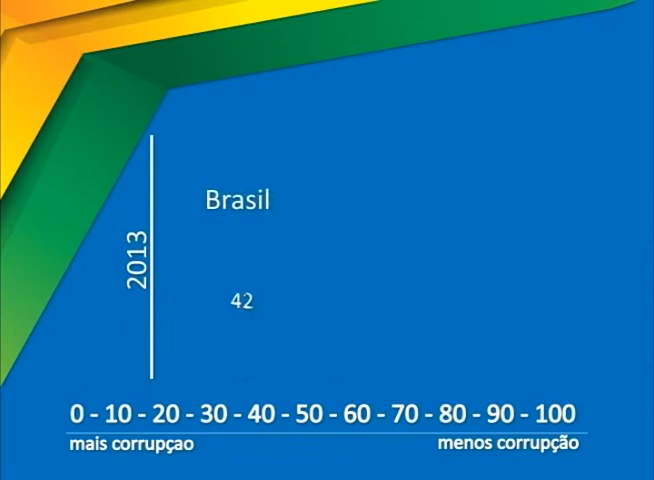 Brasil
2013
42
0 - 10 - 20 - 30 - 40 - 50 - 60 - 70 - 80 - 90 - 100
mais corrupçao
menos corrupção